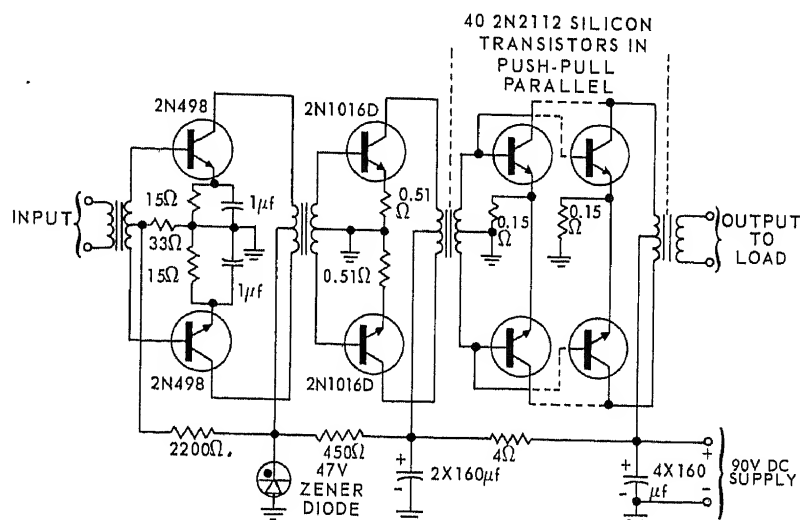 40 2N2112 SILICON
TRANSISTORS IN
PUSH-PULL
PARALLEL
2N498
2N1016D
15Ω
1μf
0.51
Ω
INPUT
33Ω
0.15
Ω
0.15
Ω
OUTPUT
TO
LOAD
15Ω
1μf
0.51Ω
2N498
2N1016D
2200Ω.
450Ω
4Ω
47V
ZENER
DIODE
+
-
2X160μf
+
-
4X160
μf
+
-
90V DC
SUPPLY